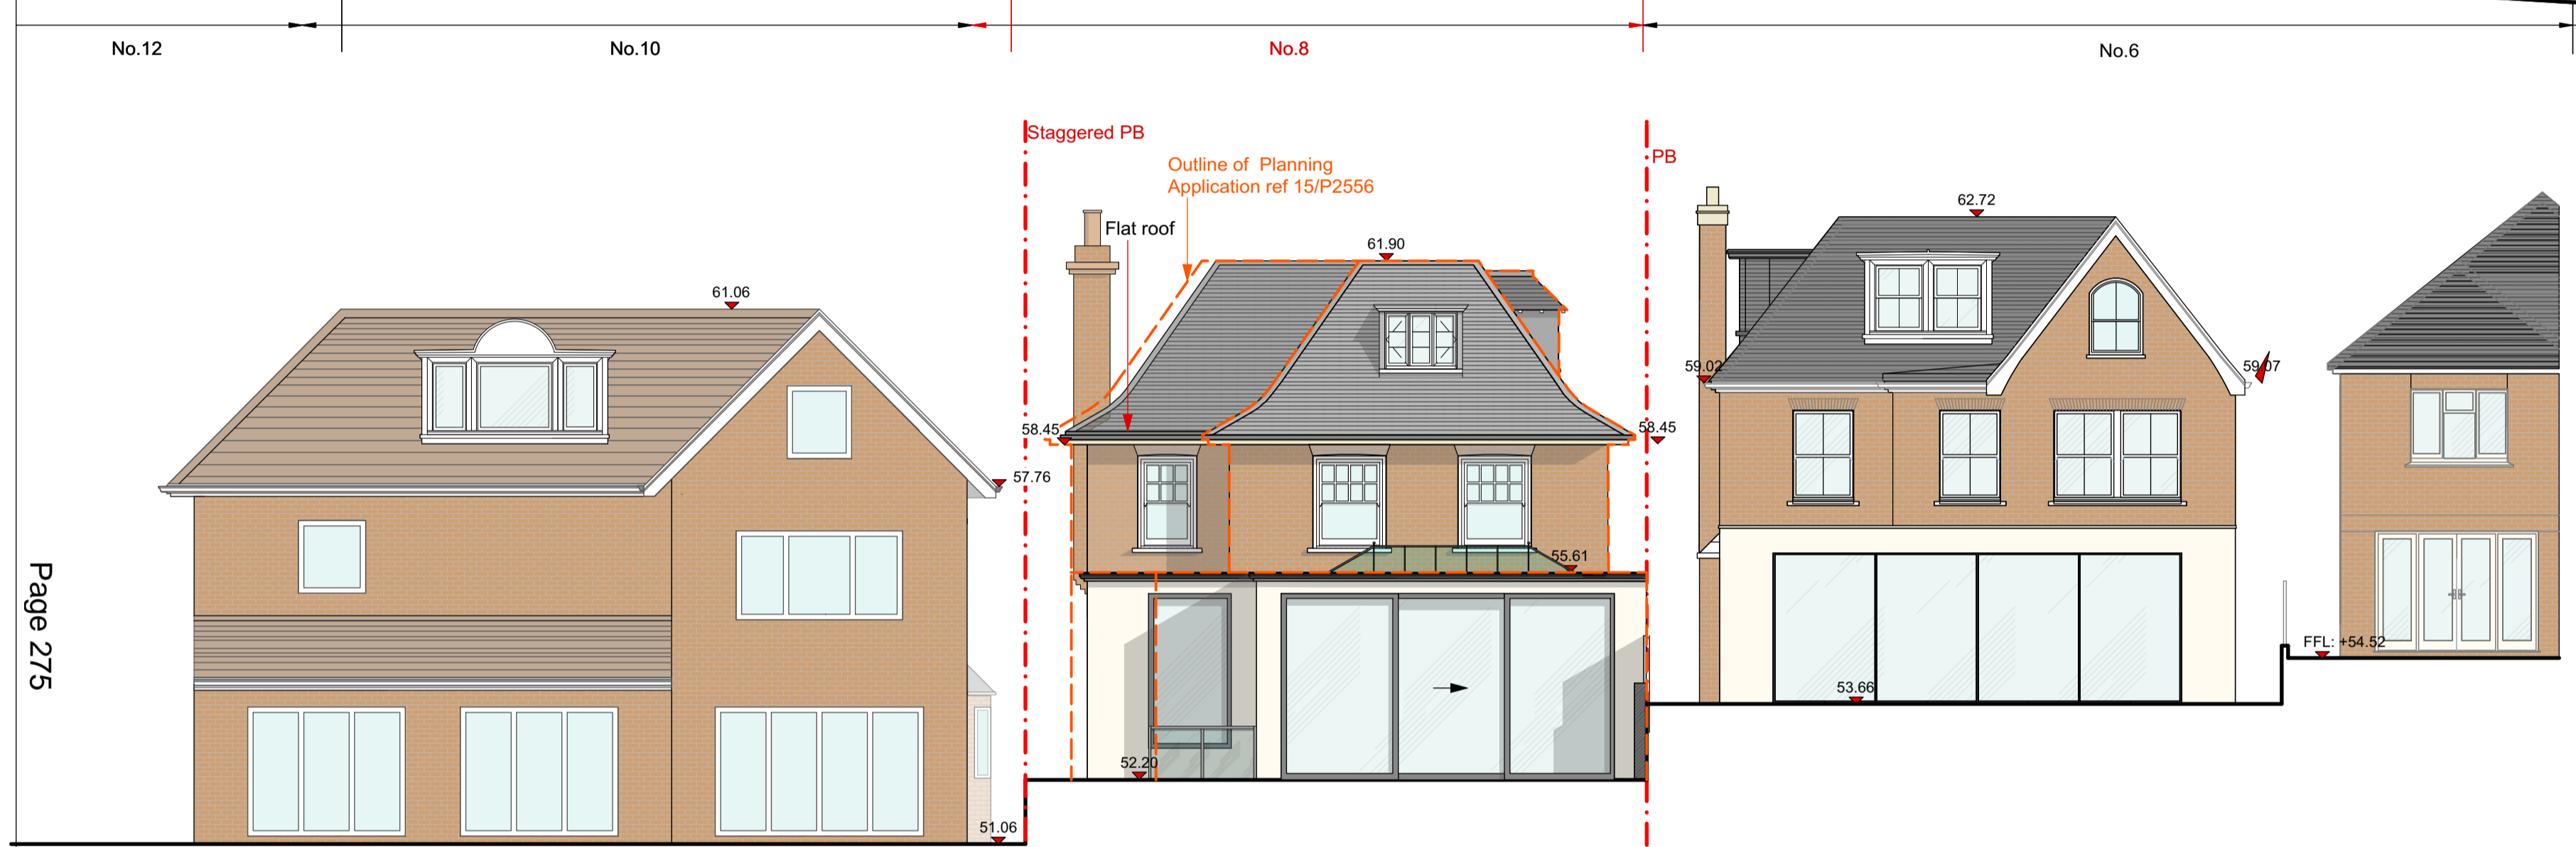 No.12
No.10
No.8
No.6
Staggered PB
PB
Outline of Planning
Application ref 15/P2556
Flat roof
62.72
61.90
61.06
59.02
59.07
58.45
58.45
57.76
55.61
FFL: +54.52
53.66
52.20
51.06
Page 275